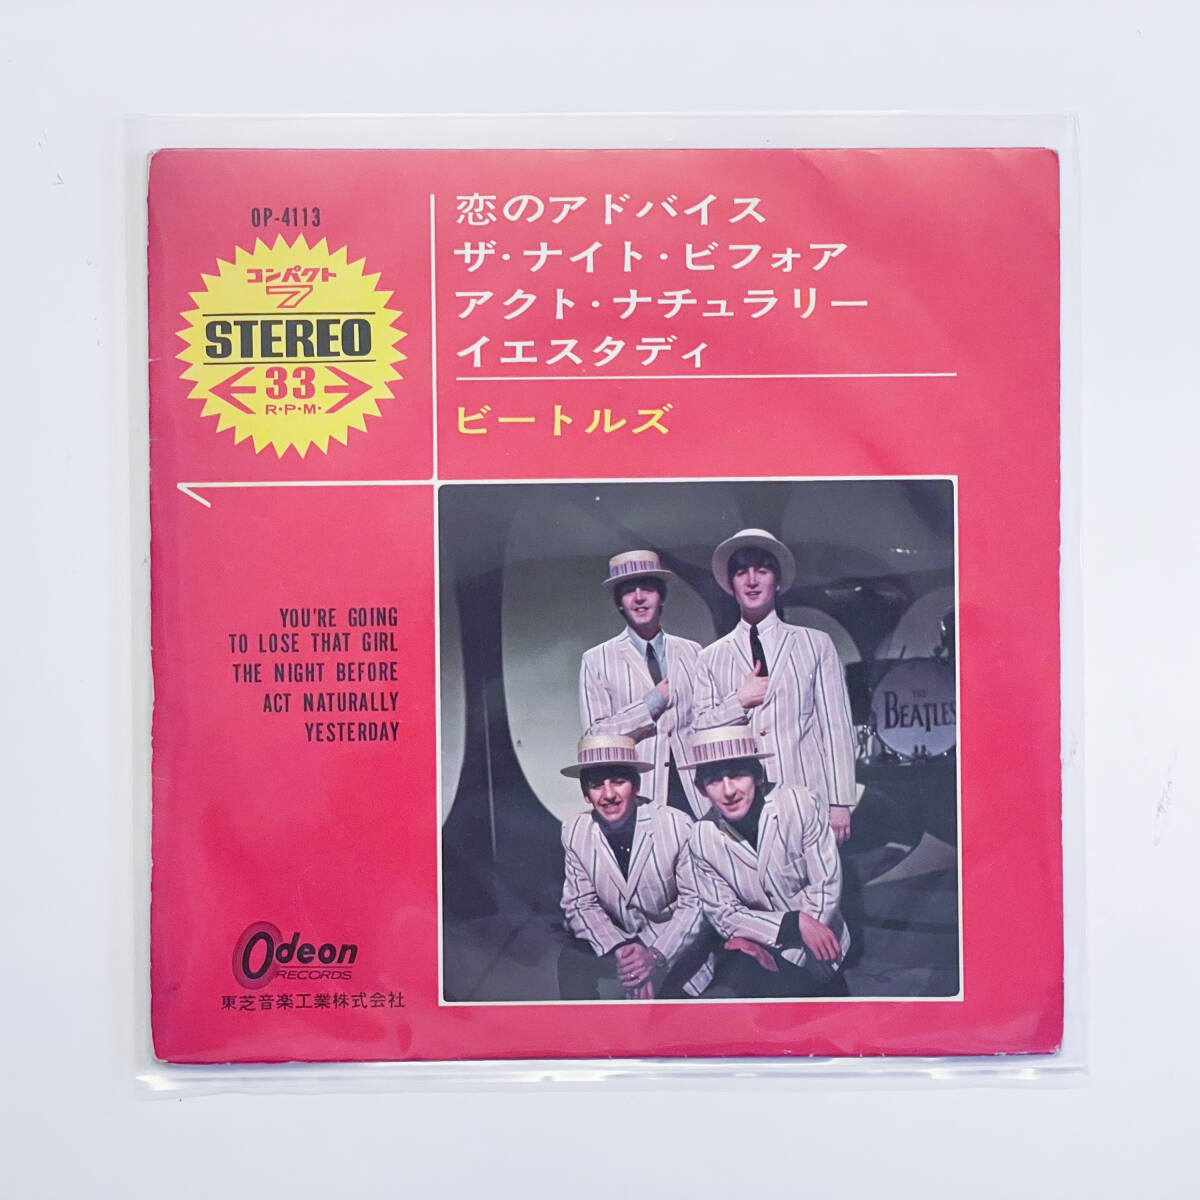 OP-4113
コンパクト
7
STEREO
33
R·P·M·
恋のアドバイス
ザ・ナイト・ビフォア
アクト・ナチュラリー
イエスタディ
ビートルズ
YOU'RE GOING
TO LOSE THAT GIRL
THE NIGHT BEFORE
ACT NATURALLY
YESTERDAY
THE
BEATLES
Odeon
RECORDS
東芝音楽工業株式会社